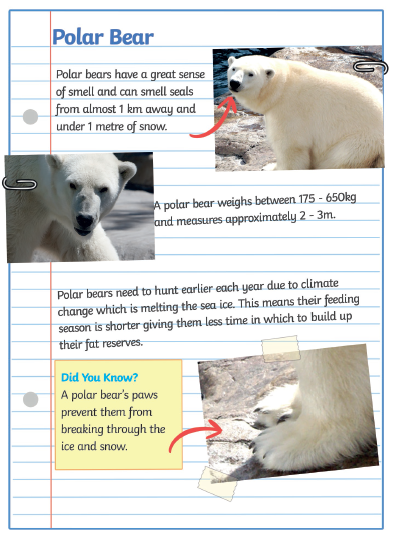 Polar Bear
Polar bears have a great sense
of smell and can smell seals
from almost 1 km away and
under 1 metre of snow.
A polar bear weighs between 175 - 650kg
and measures approximately 2 - 3m.
Polar bears need to hunt earlier each year due to climate
change which is melting the sea ice. This means their feeding
season is shorter giving them less time in which to build up
their fat reserves.
Did You Know?
A polar bear's paws
prevent them from
breaking through the
ice and snow.